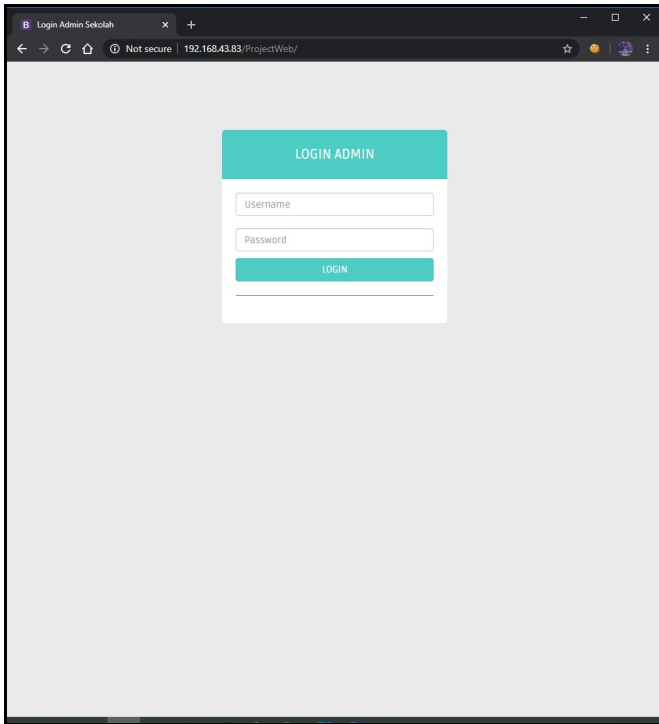 B Login Admin Sekolah
Not secure | 192.168.43.83/ProjectWeb/
LOGIN ADMIN
Username
Password
LOGIN